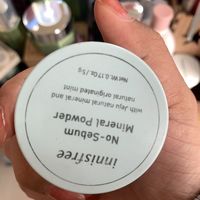 innisfree
No-Sebum
Mineral Powder
with Jeju natural mineral and
natural originated mint
Net wt. 0.17Oz./5g